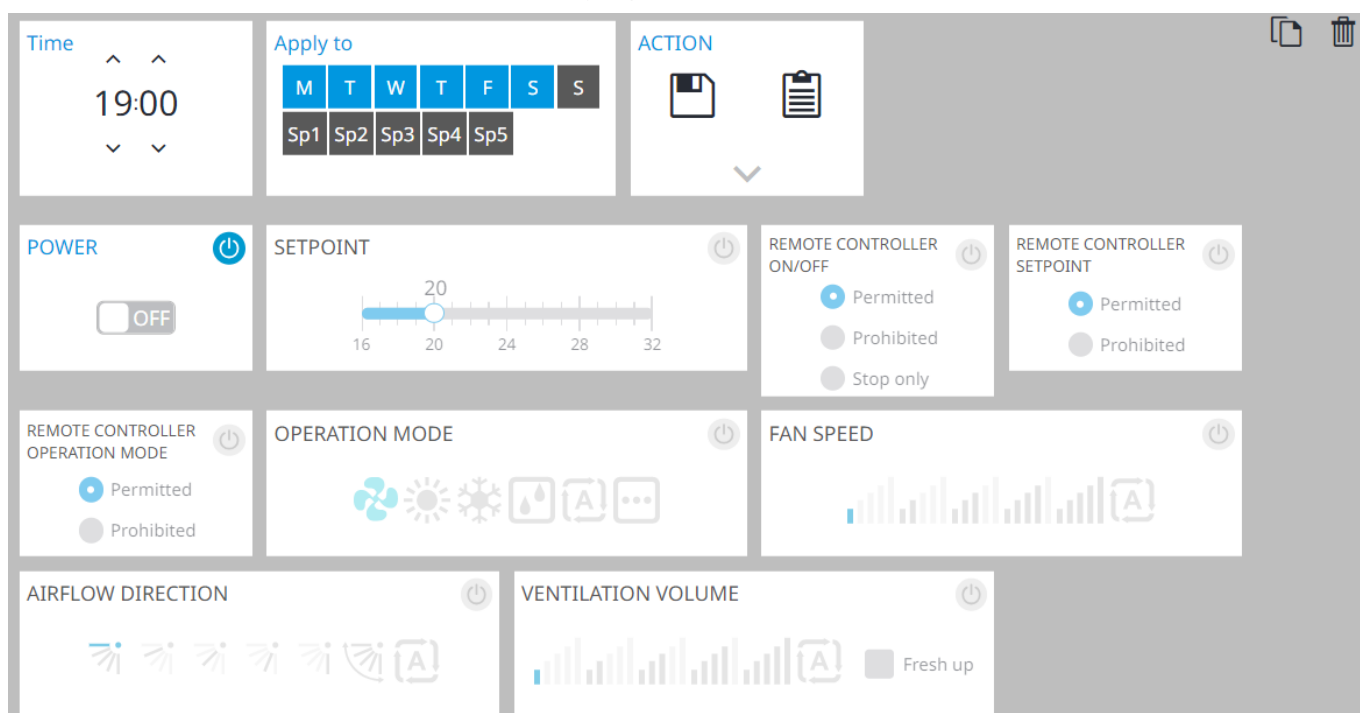 Time
19:00
Apply to
M T W T F S S
Sp1 Sp2 Sp3 Sp4 Sp5
ACTION
POWER
OFF
SETPOINT
20
16 20 24 28 32
REMOTE CONTROLLER
ON/OFF
Permitted
Prohibited
Stop only
REMOTE CONTROLLER
SETPOINT
Permitted
Prohibited
REMOTE CONTROLLER
OPERATION MODE
Permitted
Prohibited
OPERATION MODE
A
FAN SPEED
A
AIRFLOW DIRECTION
A
VENTILATION VOLUME
A
Fresh up